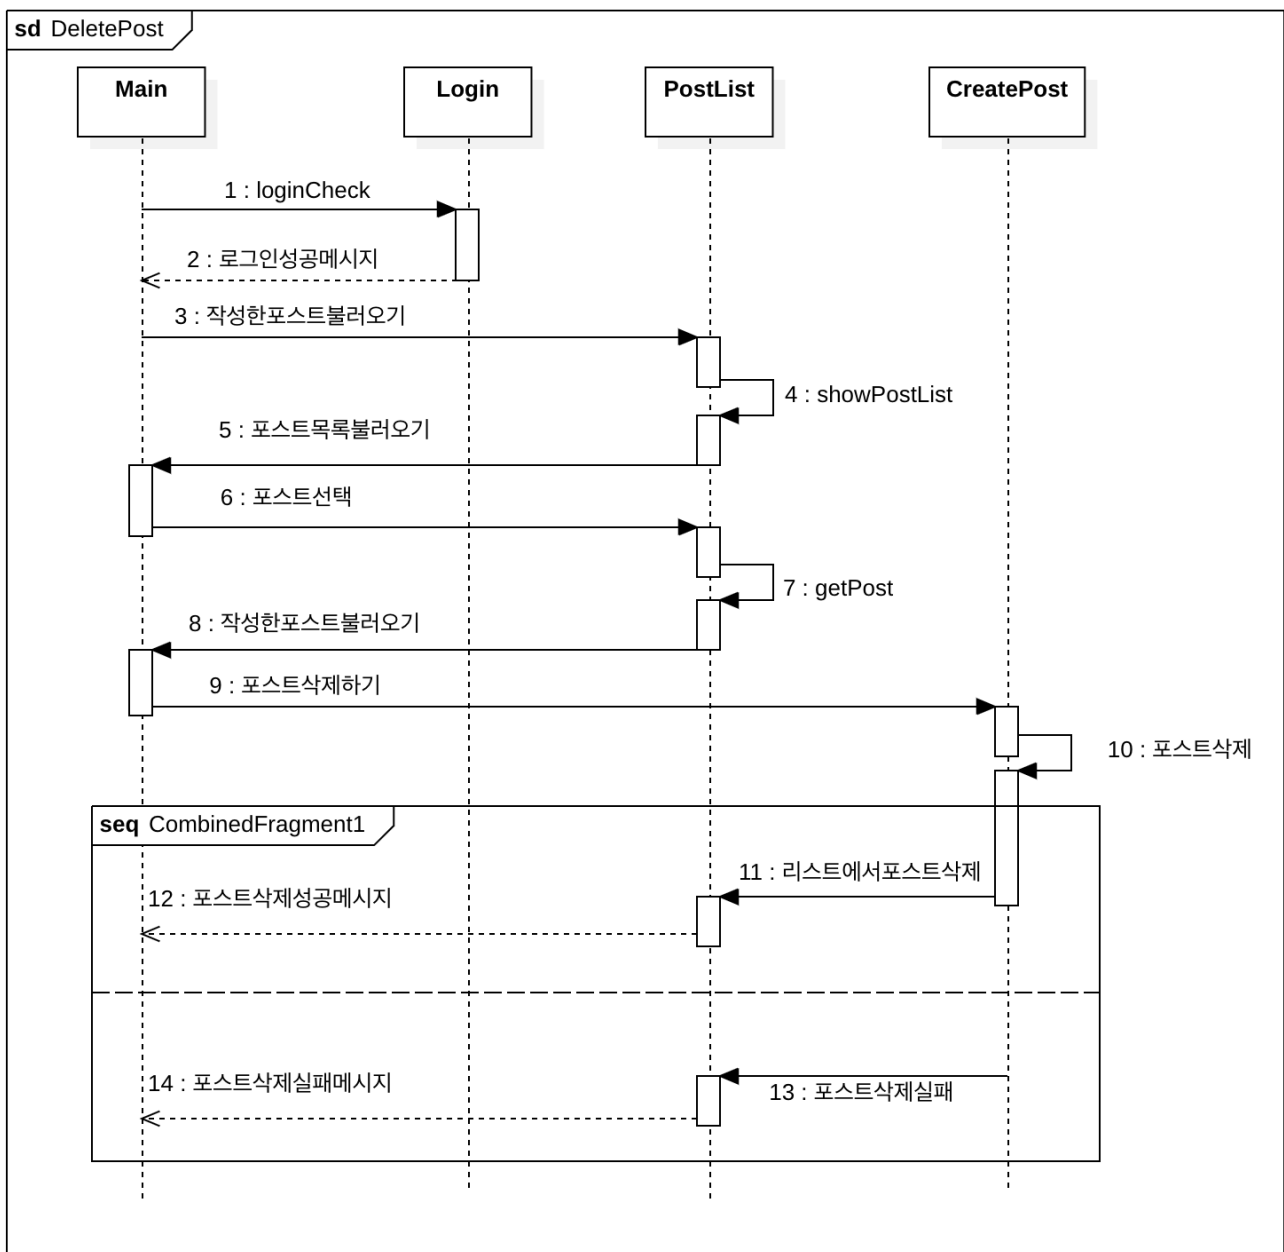 sd DeletePost
Main
Login
PostList
CreatePost
1 : loginCheck
2 : 로그인성공메시지
3 : 작성한포스트불러오기
4 : showPostList
5 : 포스트목록불러오기
6 : 포스트선택
7 : getPost
8 : 작성한포스트불러오기
9 : 포스트삭제하기
10 : 포스트삭제
seq CombinedFragment1
11 : 리스트에서포스트삭제
12 : 포스트삭제성공메시지
14 : 포스트삭제실패메시지
13 : 포스트삭제실패